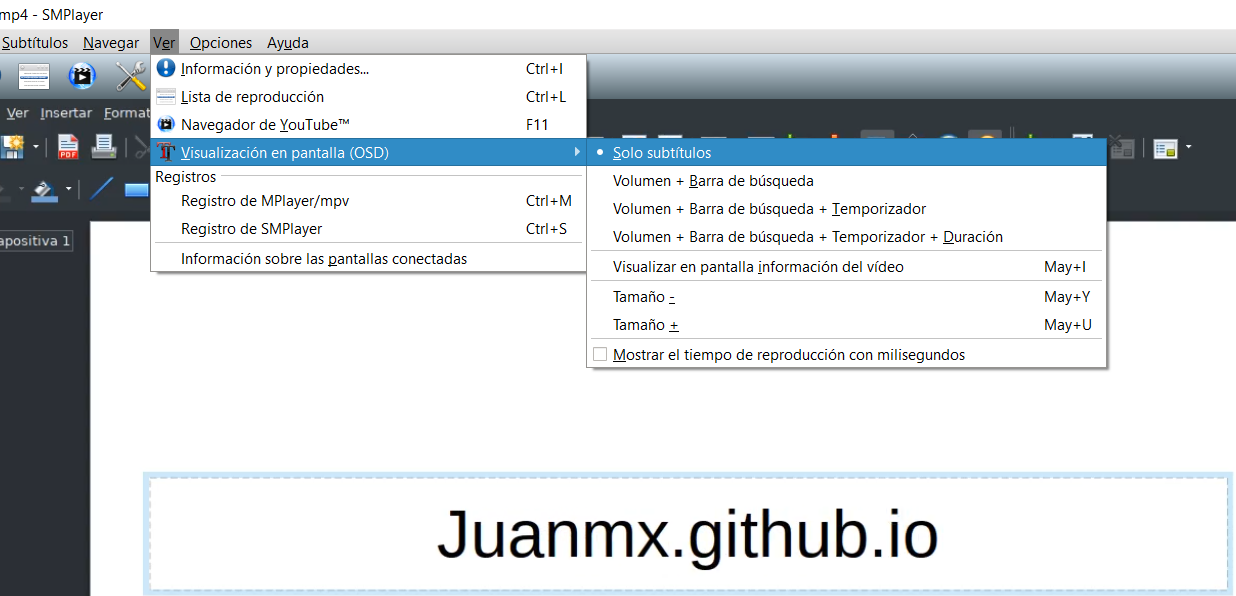 mp4 - SMPlayer
Subtítulos Navegar Ver Opciones Ayuda
Información y propiedades... Ctrl+I
Lista de reproducción Ctrl+L
Navegador de YouTube™ F11
Visualización en pantalla (OSD)
Registros
Registro de MPlayer/mpv Ctrl+M
Registro de SMPlayer Ctrl+S
Información sobre las pantallas conectadas
Solo subtítulos
Volumen + Barra de búsqueda
Volumen + Barra de búsqueda + Temporizador
Volumen + Barra de búsqueda + Temporizador + Duración
Visualizar en pantalla información del vídeo May+I
Tamaño - May+Y
Tamaño + May+U
Mostrar el tiempo de reproducción con milisegundos
Ver Insertar Format
PDF
apositiva 1
Juanmx.github.io